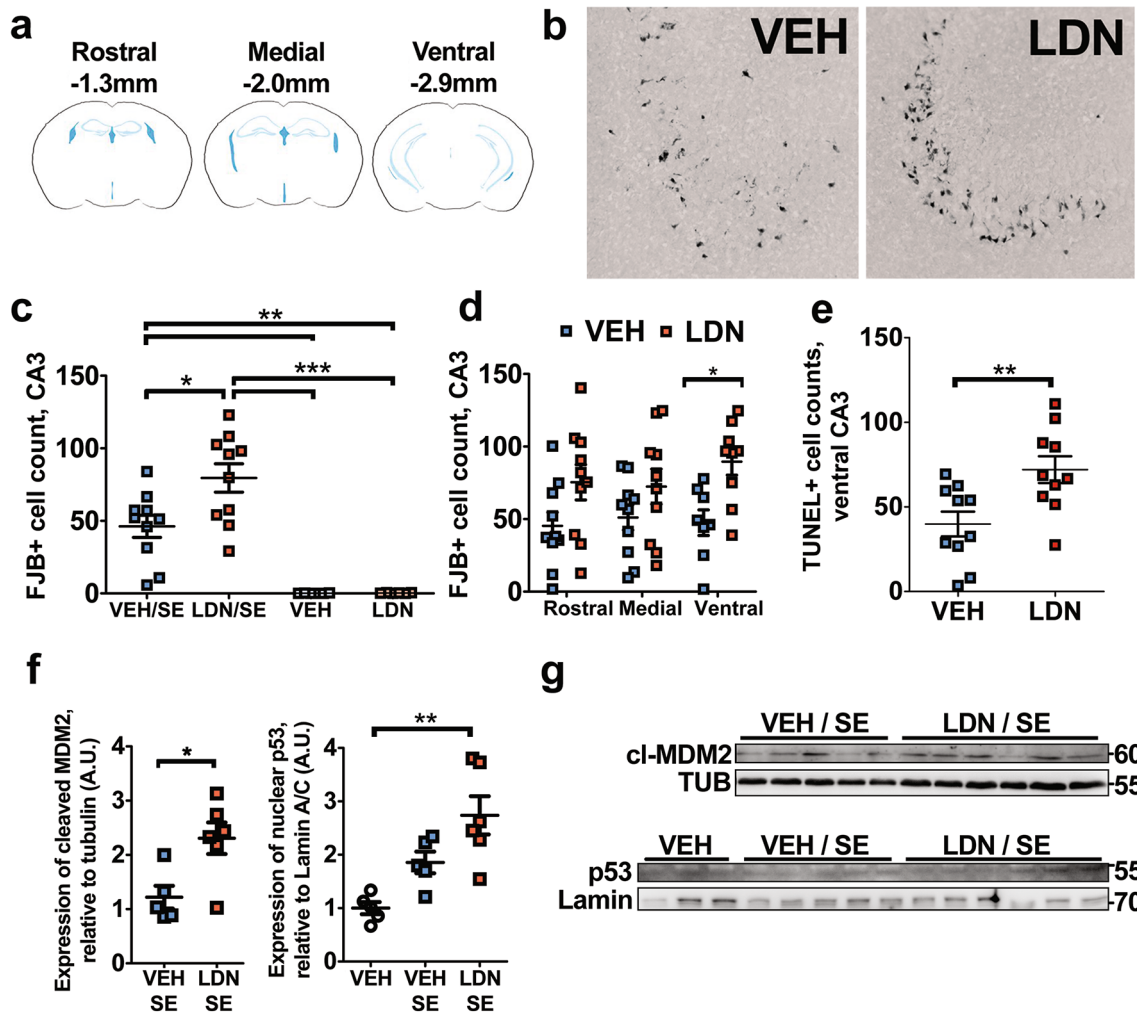 a
Rostral
-1.3mm
Medial
-2.0mm
Ventral
-2.9mm
b
VEH
LDN
c
FJB+ cell count, CA3
150
100
50
0
**
*
***
VEH/SE
LDN/SE
VEH
LDN
d
VEH
LDN
FJB+ cell count, CA3
150
100
50
0
*
Rostral
Medial
Ventral
e
TUNEL+ cell counts,
ventral CA3
150
100
50
0
**
VEH
LDN
f
Expression of cleaved MDM2,
relative to tubulin (A.U.)
4
3
2
1
0
*
VEH
SE
LDN
SE
Expression of nuclear p53,
relative to Lamin A/C (A.U.)
4
3
2
1
0
**
VEH
VEH
SE
LDN
SE
g
VEH / SE
LDN / SE
cl-MDM2
-60
TUB
-55
VEH
VEH / SE
LDN / SE
p53
-55
Lamin
-70